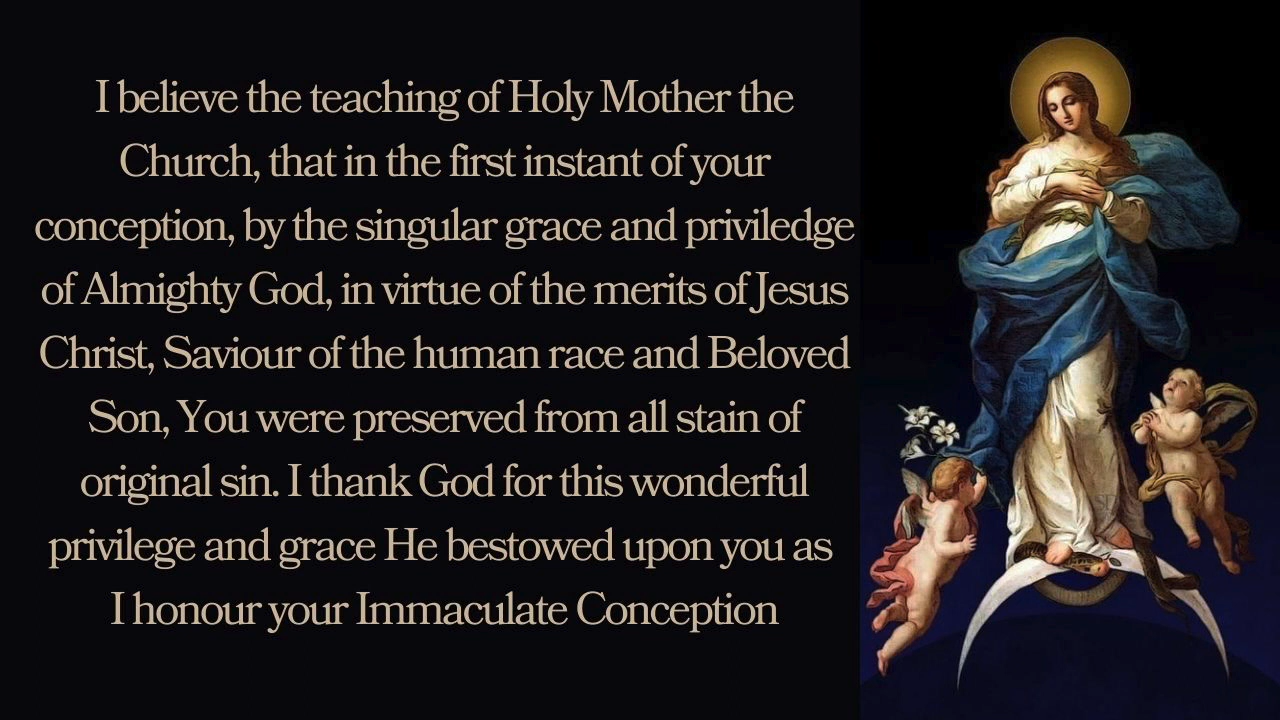 I believe the teaching of Holy Mother the
Church, that in the first instant of your
conception, by the singular grace and priviledge
of Almighty God, in virtue of the merits of Jesus
Christ, Saviour of the human race and Beloved
Son, You were preserved from all stain of
original sin. I thank God for this wonderful
privilege and grace He bestowed upon you as
I honour your Immaculate Conception